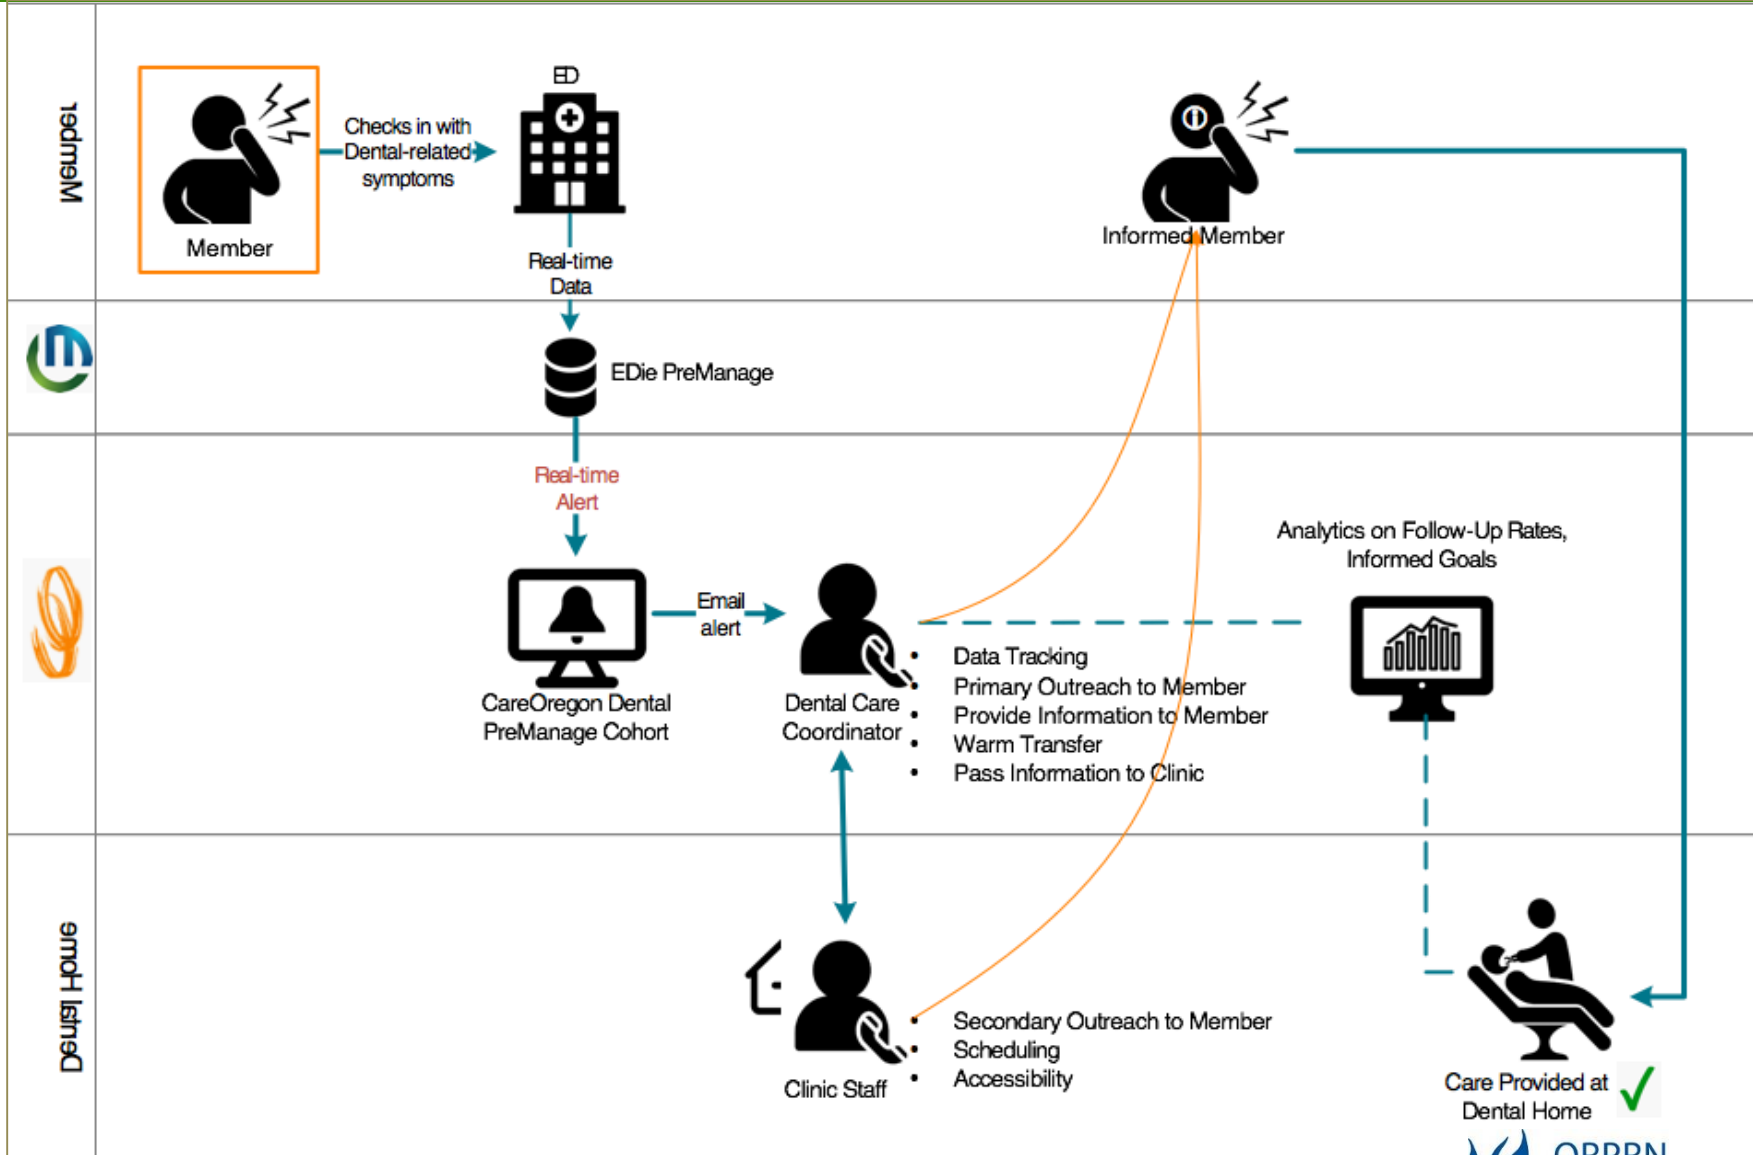 Member
ED
Checks in with
Dental-related
symptoms
Member
Informed Member
Real-time
Data
EDie PreManage
Real-time
Alert
Analytics on Follow-Up Rates,
Informed Goals
Email
alert
CareOregon Dental
PreManage Cohort
Dental Care
Coordinator
• Data Tracking
• Primary Outreach to Member
• Provide Information to Member
• Warm Transfer
• Pass Information to Clinic
Dental Home
• Secondary Outreach to Member
• Scheduling
• Accessibility
Clinic Staff
Care Provided at
Dental Home